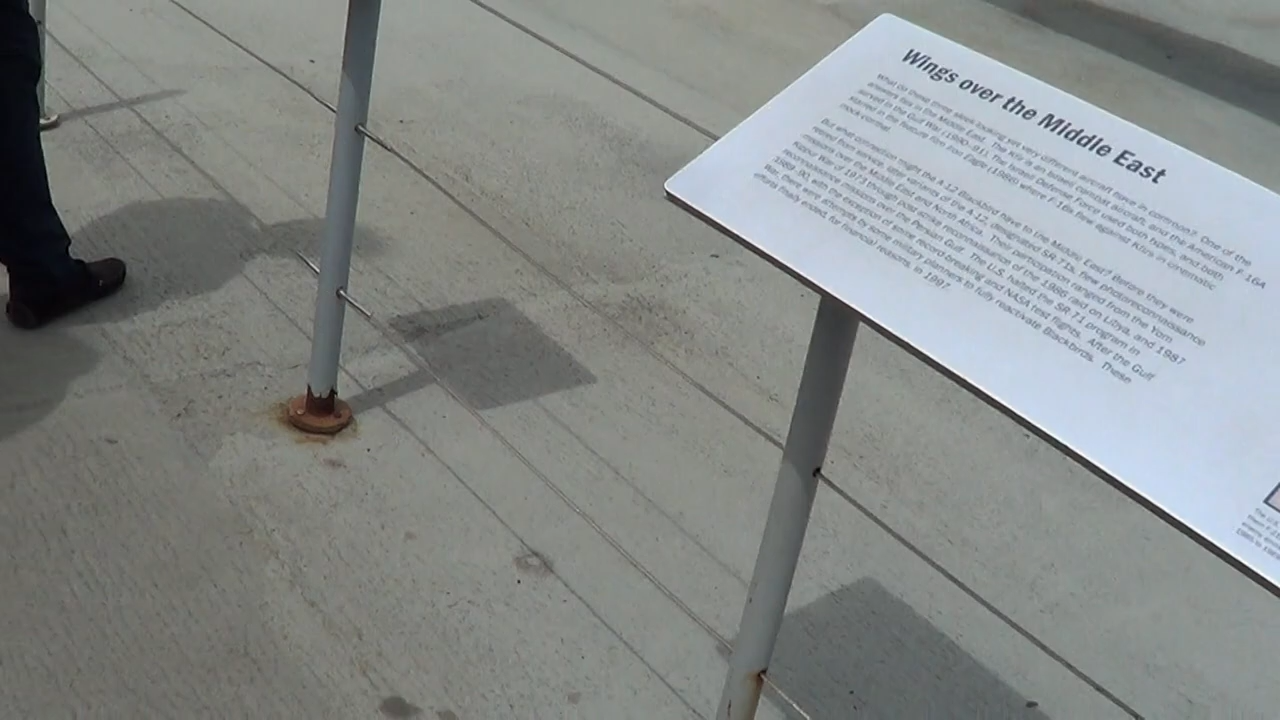 Wings over the Middle East
What do these three sleek-looking yet very different aircraft have in common? One of the
answers lies in the Middle East. The Kfir is an Israeli combat aircraft, and the American F-16A
served in the Gulf War (1990-91). The Israeli Defense Force used both types, and both
starred in the feature film Iron Eagle (1986) where F-16s flew against Kfirs in cinematic
mock combat.
But what connection might the A-12 Blackbird have to the Middle East? Before they were
retired from service, later variants of the A-12, designated SR-71s, flew photoreconnaissance
missions over the Middle East and North Africa. Their participation ranged from the Yom
Kippur War of 1973 through post-strike reconnaissance of the 1986 raid on Libya, and 1987
reconnaissance missions over the Persian Gulf. The U.S. halted the SR-71 program in
1989-90, with the exception of some record-breaking and NASA test flights. After the Gulf
War, there were attempts by some military planners to fully reactivate Blackbirds. These
efforts finally ended, for financial reasons, in 1997.